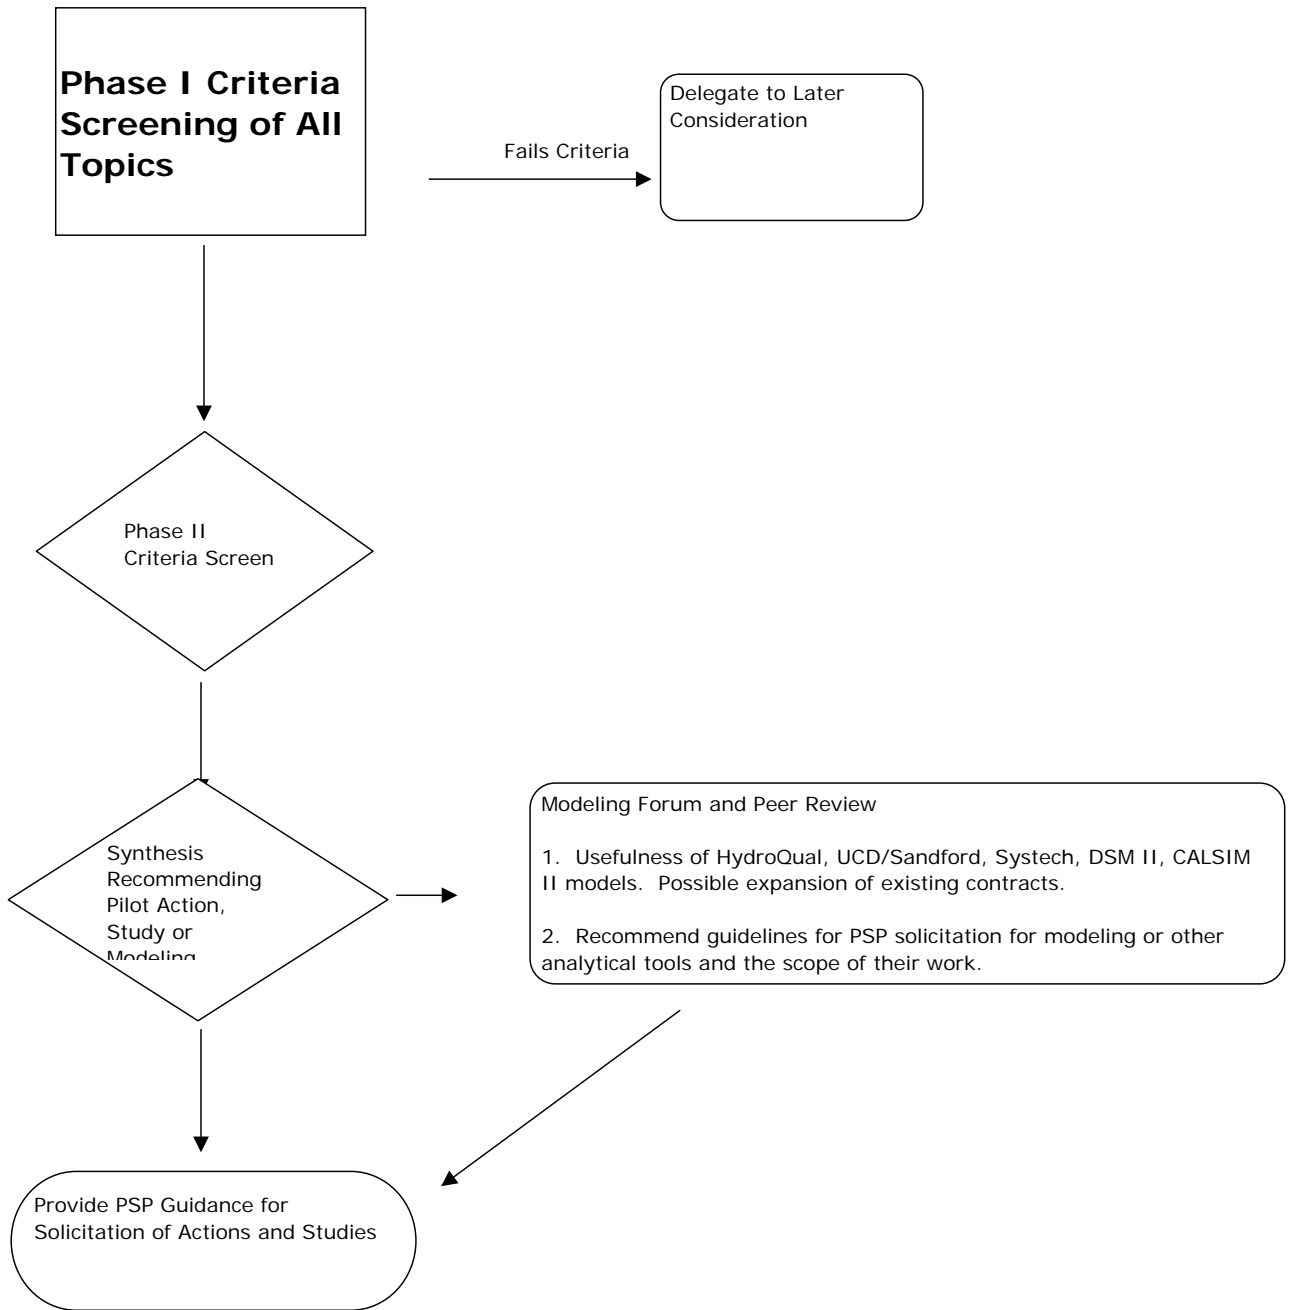 Phase I Criteria
Screening of All
Topics
Delegate to Later
Consideration
Fails Criteria
Phase II
Criteria Screen
Synthesis
Recommending
Pilot Action,
Study or
Modeling
Modeling Forum and Peer Review
1. Usefulness of HydroQual, UCD/Sandford, Systech, DSM II, CALSIM
II models. Possible expansion of existing contracts.
2. Recommend guidelines for PSP solicitation for modeling or other
analytical tools and the scope of their work.
Provide PSP Guidance for
Solicitation of Actions and Studies